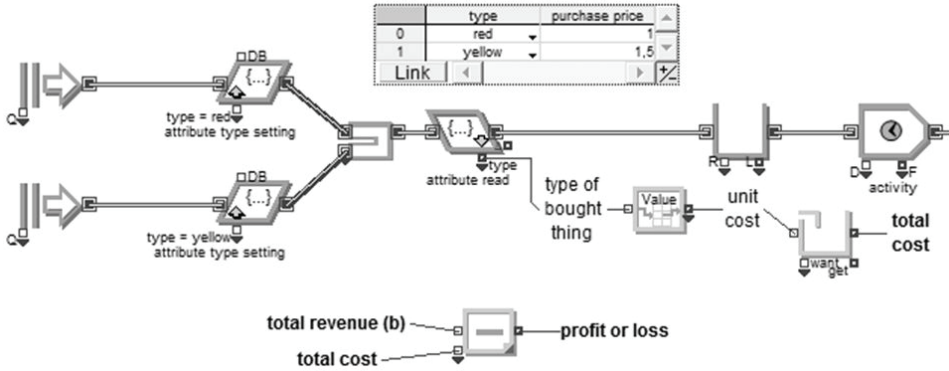 type purchase price
0 red 1
1 yellow 1,5
Link
DB
{...}
Q
type = red
attribute type setting
{...}
type
attribute read
R L
D F
activity
DB
{...}
Q
type = yellow
attribute type setting
type of
bought
thing
Value
unit
cost
total
cost
want
get
total revenue (b)
total cost
profit or loss